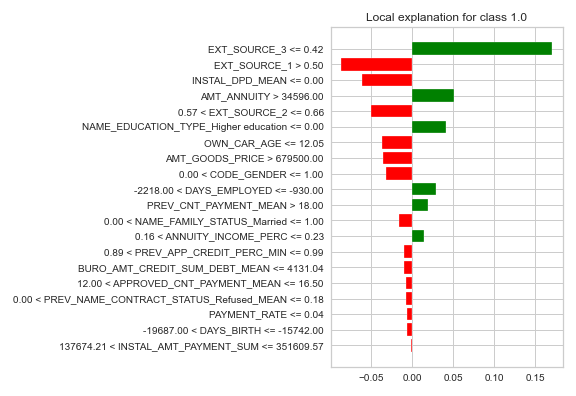 Local explanation for class 1.0
EXT_SOURCE_3 <= 0.42
EXT_SOURCE_1 > 0.50
INSTAL_DPD_MEAN <= 0.00
AMT_ANNUITY > 34596.00
0.57 < EXT_SOURCE_2 <= 0.66
NAME_EDUCATION_TYPE_Higher education <= 0.00
OWN_CAR_AGE <= 12.05
AMT_GOODS_PRICE > 679500.00
0.00 < CODE_GENDER <= 1.00
-2218.00 < DAYS_EMPLOYED <= -930.00
PREV_CNT_PAYMENT_MEAN > 18.00
0.00 < NAME_FAMILY_STATUS_Married <= 1.00
0.16 < ANNUITY_INCOME_PERC <= 0.23
0.89 < PREV_APP_CREDIT_PERC_MIN <= 0.99
BURO_AMT_CREDIT_SUM_DEBT_MEAN <= 4131.04
12.00 < APPROVED_CNT_PAYMENT_MEAN <= 16.50
0.00 < PREV_NAME_CONTRACT_STATUS_Refused_MEAN <= 0.18
PAYMENT_RATE <= 0.04
-19687.00 < DAYS_BIRTH <= -15742.00
137674.21 < INSTAL_AMT_PAYMENT_SUM <= 351609.57
−0.05 0.00 0.05 0.10 0.15